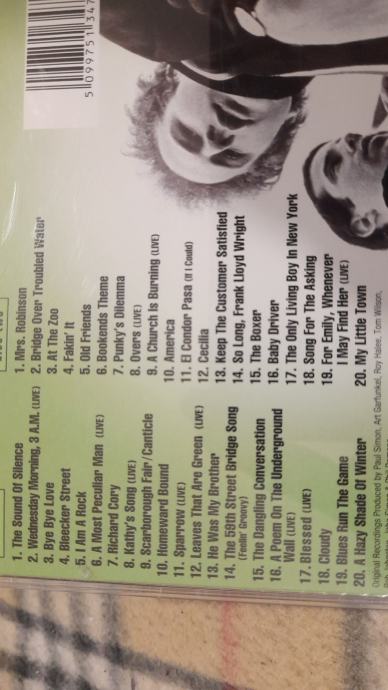 1. The Sound Of Silence
2. Wednesday Morning, 3 A.M. (LIVE)
3. Bye Bye Love
4. Bleecker Street
5. I Am A Rock
6. A Most Peculiar Man (LIVE)
7. Richard Cory
8. Kathy's Song (LIVE)
9. Scarborough Fair/Canticle
10. Homeward Bound
11. Sparrow (LIVE)
12. Leaves That Are Green (LIVE)
13. He Was My Brother
14. The 59th Street Bridge Song
(Feelin' Groovy)
15. The Dangling Conversation
16. A Poem On The Underground
Wall (LIVE)
17. Blessed (LIVE)
18. Cloudy
19. Blues Run The Game
20. A Hazy Shade Of Winter
1. Mrs. Robinson
2. Bridge Over Troubled Water
3. At The Zoo
4. Fakin' It
5. Old Friends
6. Bookends Theme
7. Punky's Dilemma
8. Overs (LIVE)
9. A Church Is Burning (LIVE)
10. America
11. El Condor Pasa (If I Could)
12. Cecilia
13. Keep The Customer Satisfied
14. So Long, Frank Lloyd Wright
15. The Boxer
16. Baby Driver
17. The Only Living Boy In New York
18. Song For The Asking
19. For Emily, Whenever
I May Find Her (LIVE)
20. My Little Town
Original Recordings Produced by Paul Simon, Art Garfunkel, Roy Halee, Tom Wilson,
5 099751 347